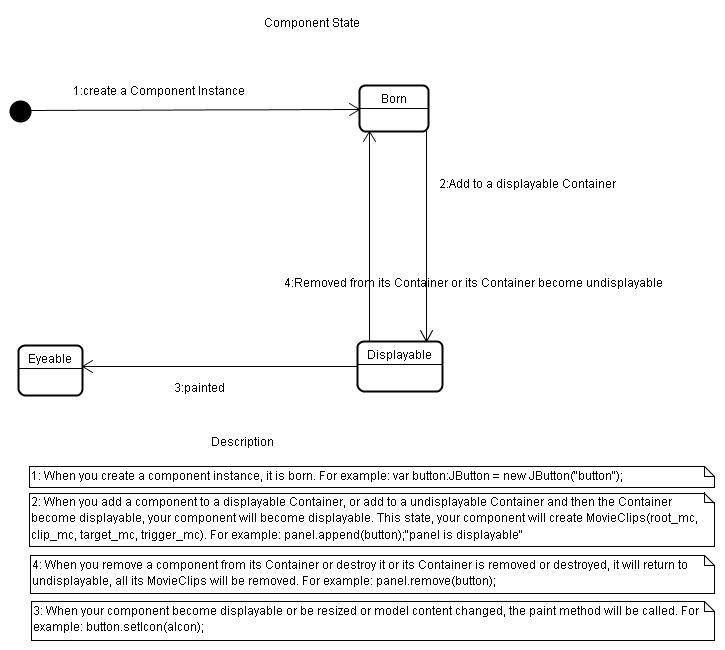 Component State
1:create a Component Instance
Born
2:Add to a displayable Container
4:Removed from its Container or its Container become undisplayable
Eyeable
Displayable
3:painted
Description
1: When you create a component instance, it is born. For example: var button:JButton = new JButton("button");
2: When you add a component to a displayable Container, or add to a undisplayable Container and then the Container
become displayable, your component will become displayable. This state, your component will create MovieClips(root_mc,
clip_mc, target_mc, trigger_mc). For example: panel.append(button);"panel is displayable"
4: When you remove a component from its Container or destroy it or its Container is removed or destroyed, it will return to
undisplayable, all its MovieClips will be removed. For example: panel.remove(button);
3: When your component become displayable or be resized or model content changed, the paint method will be called. For
example: button.setIcon(aIcon);